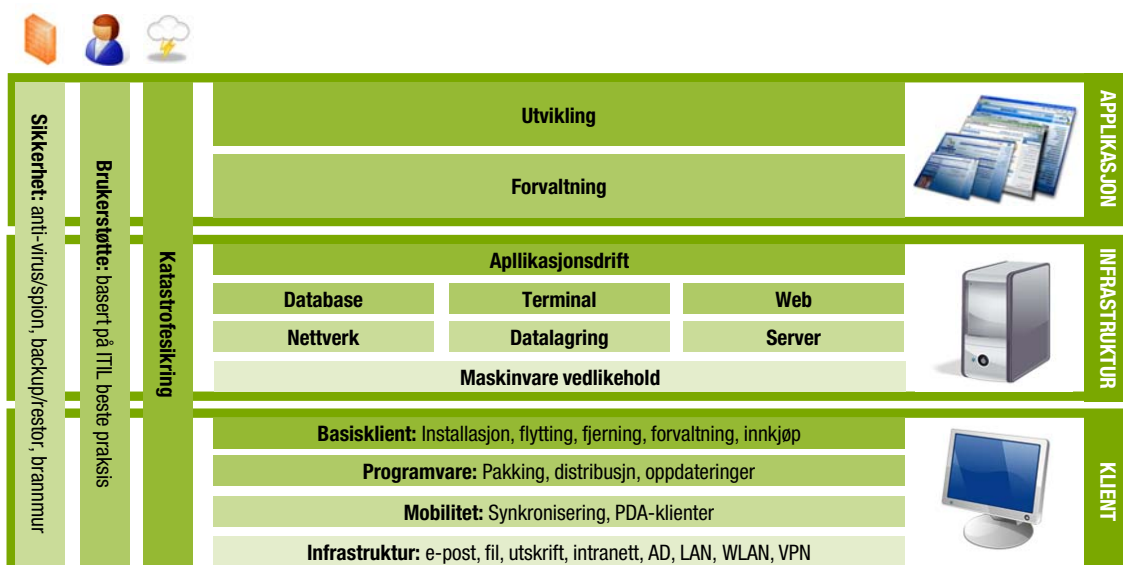 Sikkerhet: anti-virus/spion, backup/restor, brannmur
Brukerstøtte: basert på ITIL beste praksis
Katastrofesikring
Utvikling
Forvaltning
APPLIKASJON
Apllikasjonsdrift
Database
Terminal
Web
Nettverk
Datalagring
Server
Maskinvare vedlikehold
INFRASTRUKTUR
Basisklient: Installasjon, flytting, fjerning, forvaltning, innkjøp
Programvare: Pakking, distribusjn, oppdateringer
Mobilitet: Synkronisering, PDA-klienter
Infrastruktur: e-post, fil, utskrift, intranett, AD, LAN, WLAN, VPN
KLIENT